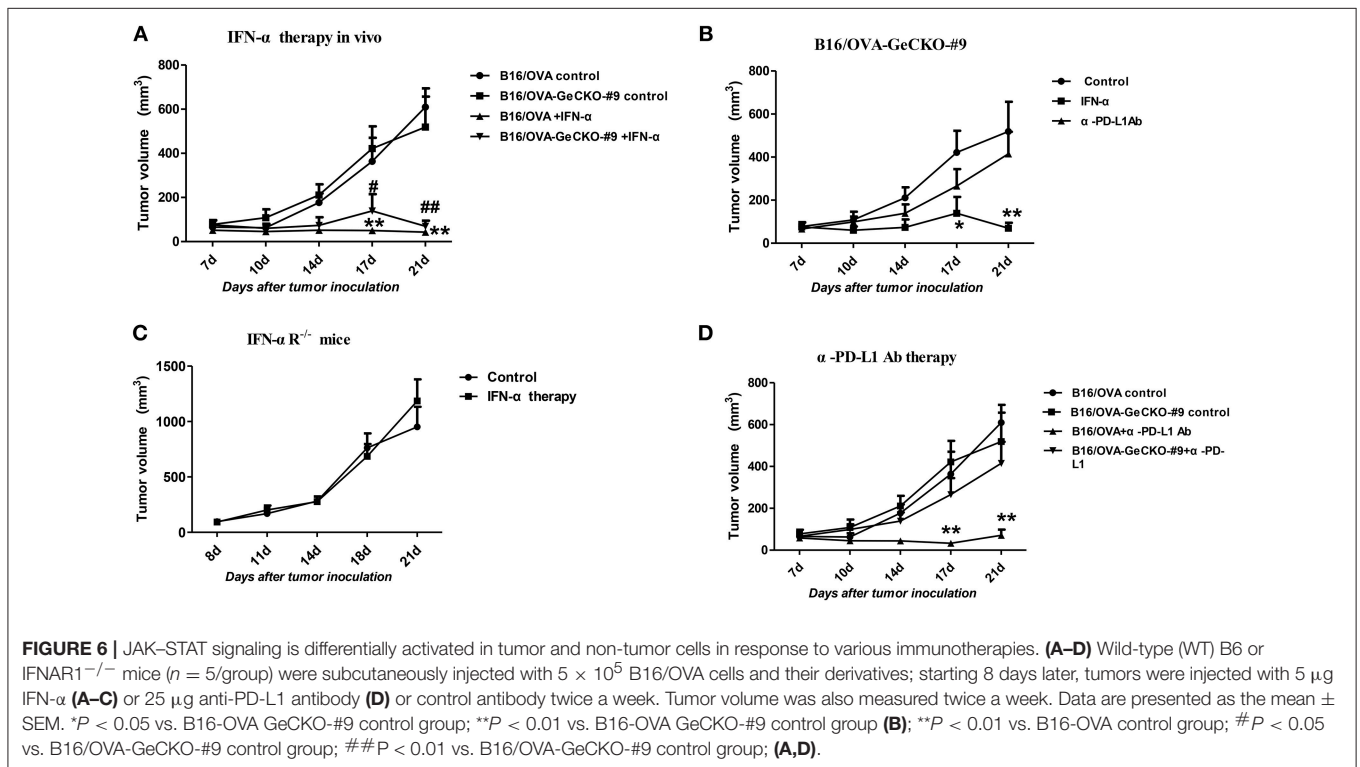 A
IFN-α therapy in vivo
Tumor volume (mm³)
800
600
400
200
0
7d
10d
14d
17d
21d
Days after tumor inoculation
#
##
**
**
B16/OVA control
B16/OVA-GeCKO-#9 control
B16/OVA +IFN-α
B16/OVA-GeCKO-#9 +IFN-α
B
B16/OVA-GeCKO-#9
Tumor volume (mm³)
800
600
400
200
0
7d
10d
14d
17d
21d
Days after tumor inoculation
*
**
Control
IFN-α
α -PD-L1Ab
C
IFN-α R⁻/⁻ mice
Tumor volume (mm³)
1500
1000
500
0
8d
11d
14d
18d
21d
Days after tumor inoculation
Control
IFN-α therapy
D
α -PD-L1 Ab therapy
Tumor volume (mm³)
800
600
400
200
0
7d
10d
14d
17d
21d
Days after tumor inoculation
**
**
B16/OVA control
B16/OVA-GeCKO-#9 control
B16/OVA+α -PD-L1 Ab
B16/OVA-GeCKO-#9+α -PD-
L1
FIGURE 6 | JAK–STAT signaling is differentially activated in tumor and non-tumor cells in response to various immunotherapies. (A–D) Wild-type (WT) B6 or
IFNAR1−/− mice (n = 5/group) were subcutaneously injected with 5 × 10⁵ B16/OVA cells and their derivatives; starting 8 days later, tumors were injected with 5 μg
IFN-α (A–C) or 25 μg anti-PD-L1 antibody (D) or control antibody twice a week. Tumor volume was also measured twice a week. Data are presented as the mean ±
SEM. *P < 0.05 vs. B16-OVA GeCKO-#9 control group; **P < 0.01 vs. B16-OVA GeCKO-#9 control group (B); **P < 0.01 vs. B16-OVA control group; #P < 0.05
vs. B16/OVA-GeCKO-#9 control group; ##P < 0.01 vs. B16/OVA-GeCKO-#9 control group; (A,D).